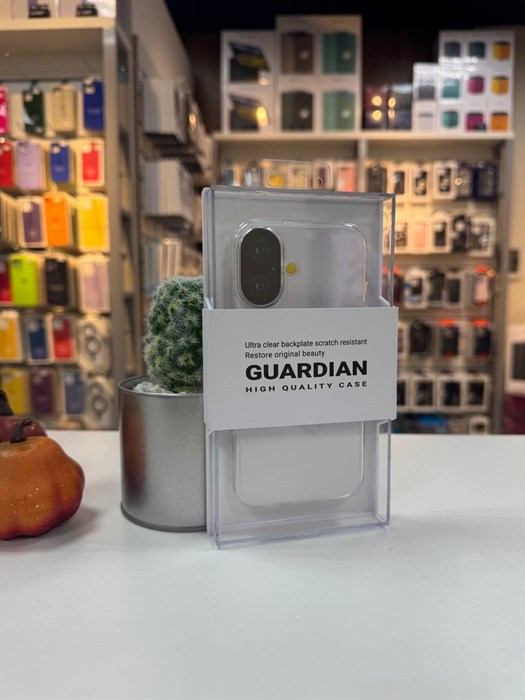 Ultra clear backplate scratch resistant
Restore original beauty
GUARDIAN
HIGH QUALITY CASE